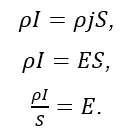 ρI = ρjS,
ρI = ES,
ρI/S = E.